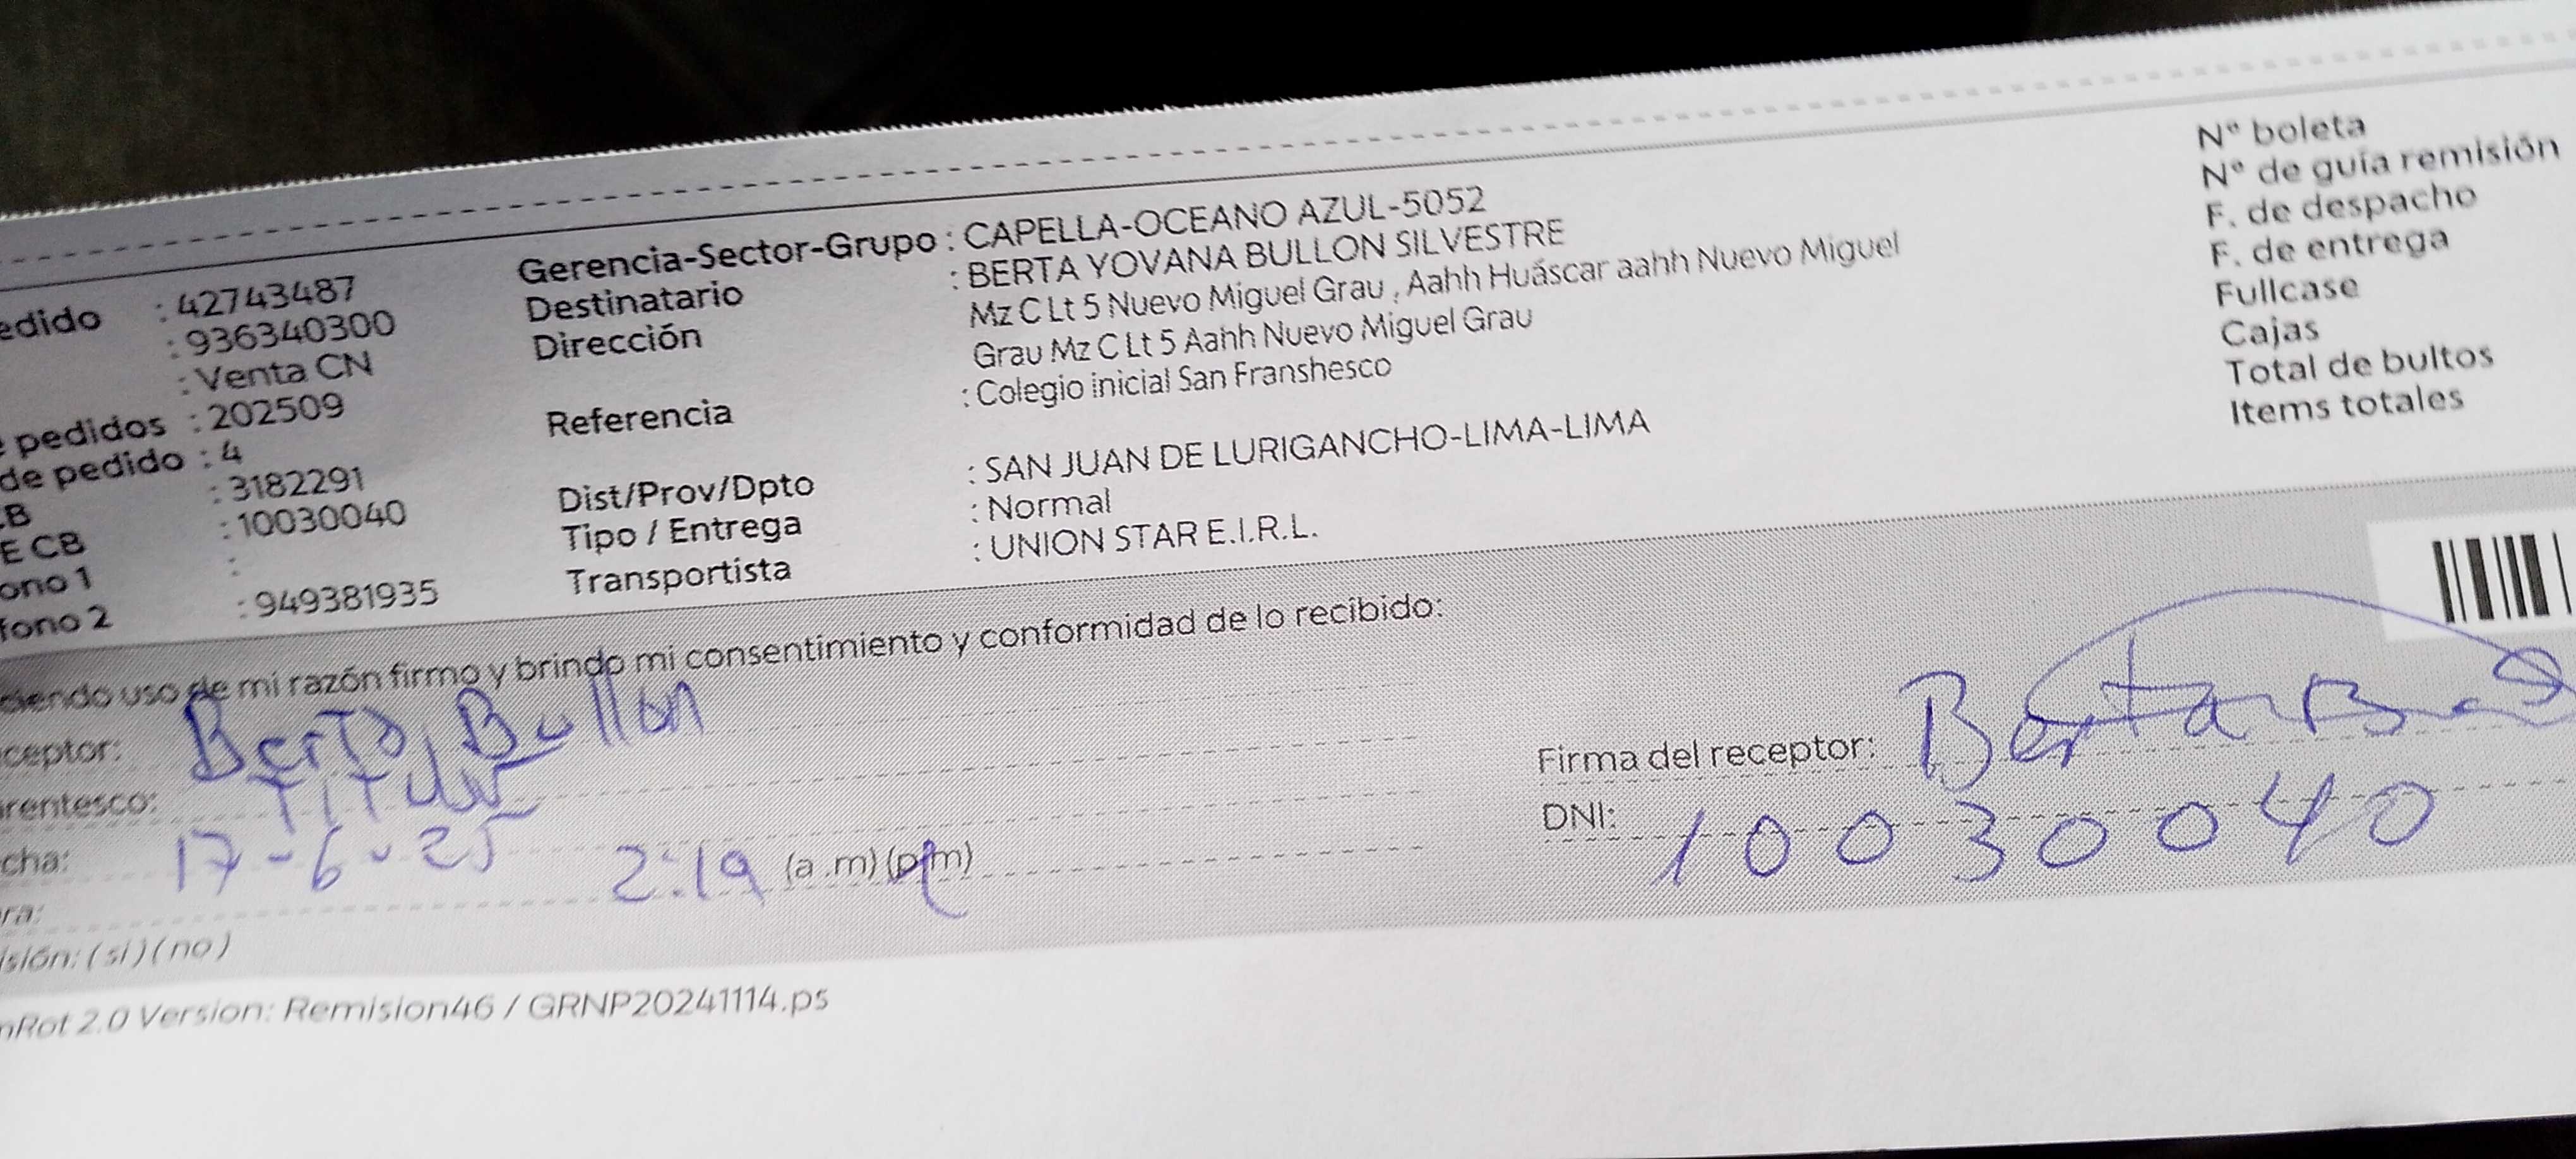 edido : 42743487
: 936340300
: Venta CN
e pedidos : 202509
de pedido : 4
CB : 3182291
E CB : 10030040
ono 1 :
fono 2 : 949381935
Gerencia-Sector-Grupo : CAPELLA-OCEANO AZUL-5052
Destinatario : BERTA YOVANA BULLON SILVESTRE
Dirección Mz C Lt 5 Nuevo Miguel Grau , Aahh Huáscar aahh Nuevo Miguel
Grau Mz C Lt 5 Aahh Nuevo Miguel Grau
Referencia : Colegio inicial San Franshesco
Dist/Prov/Dpto : SAN JUAN DE LURIGANCHO-LIMA-LIMA
Tipo / Entrega : Normal
Transportista : UNION STAR E.I.R.L.
N° boleta
N° de guía remisión
F. de despacho
F. de entrega
Fullcase
Cajas
Total de bultos
Items totales
ciendo uso de mi razón firmo y brindo mi consentimiento y conformidad de lo recibido:
ceptor: Berta Bullon
rentesco: Titular
cha: 17-6-25 2:19 (a .m) (p.m)
ra:
isión: ( si ) ( no )
Firma del receptor: Berta B
DNI: 10030040
nRot 2.0 Version: Remision46 / GRNP20241114.ps